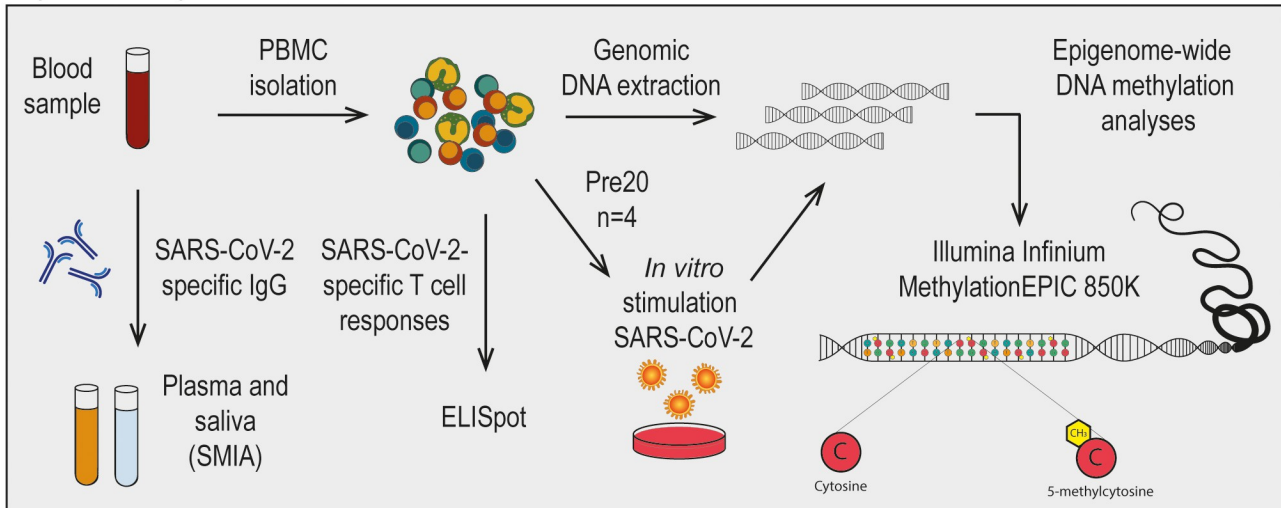 Blood
sample
PBMC
isolation
Genomic
DNA extraction
Epigenome-wide
DNA methylation
analyses
Pre20
n=4
SARS-CoV-2
specific IgG
SARS-CoV-2-
specific T cell
responses
In vitro
stimulation
SARS-CoV-2
Illumina Infinium
MethylationEPIC 850K
Plasma and
saliva
(SMIA)
ELISpot
C
Cytosine
CH₃
C
5-methylcytosine